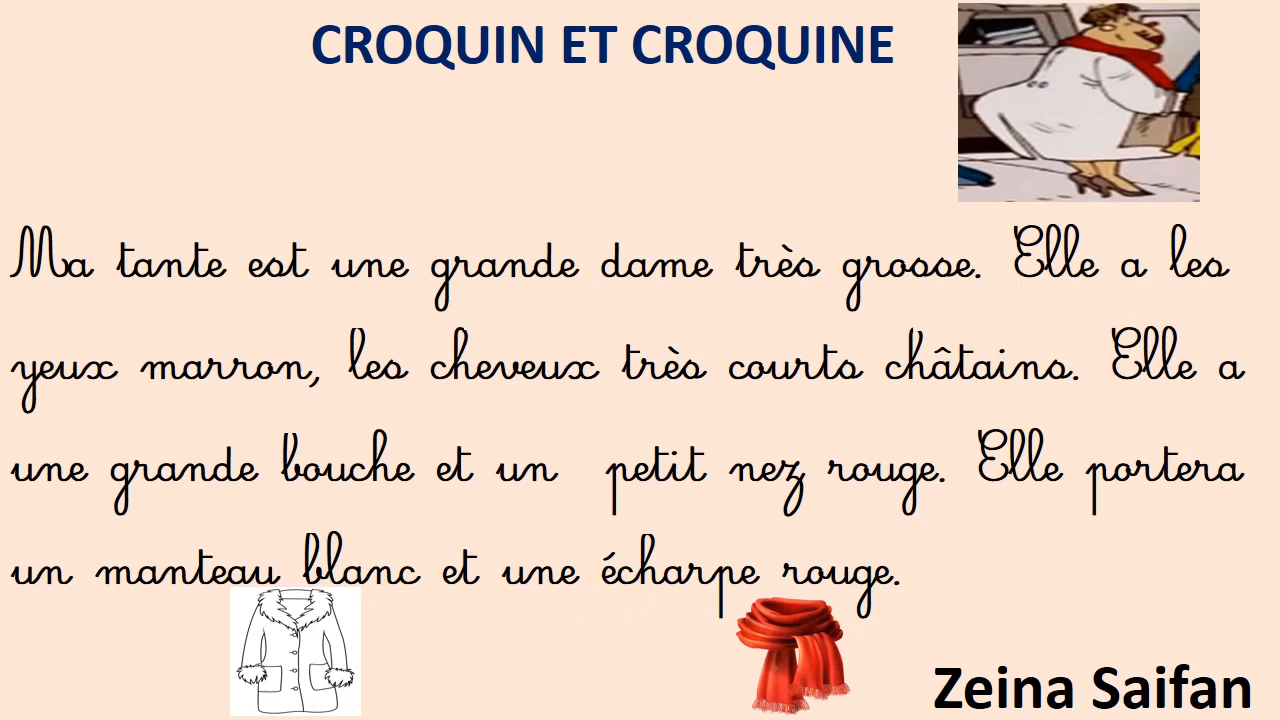 CROQUIN ET CROQUINE
Ma tante est une grande dame très grosse. Elle a les
yeux marron, les cheveux très courts châtains. Elle a
une grande bouche et un petit nez rouge. Elle portera
un manteau blanc et une écharpe rouge.
Zeina Saifan